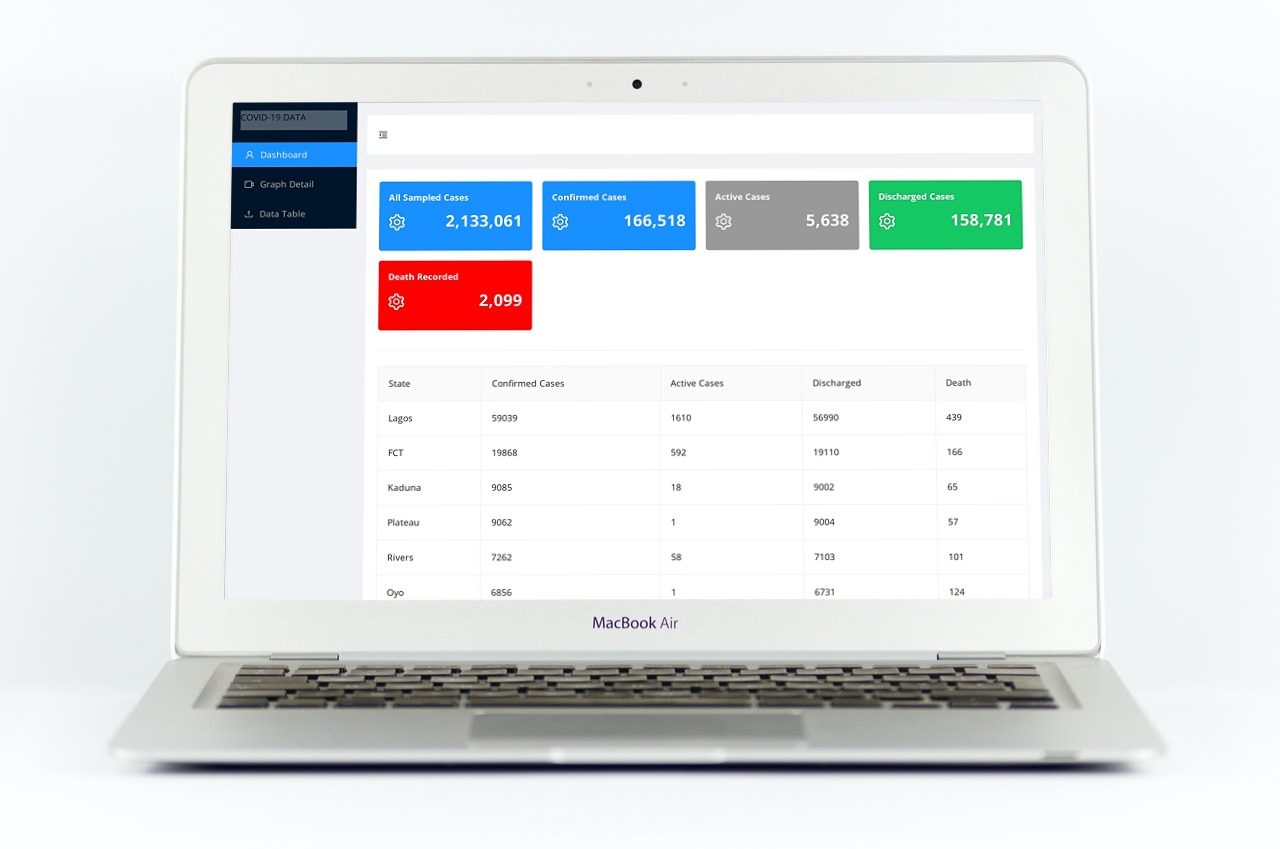 COVID-19 DATA
Dashboard
Graph Detail
Data Table
All Sampled Cases
2,133,061
Confirmed Cases
166,518
Active Cases
5,638
Discharged Cases
158,781
Death Recorded
2,099
State Confirmed Cases Active Cases Discharged Death
Lagos 59039 1610 56990 439
FCT 19868 592 19110 166
Kaduna 9085 18 9002 65
Plateau 9062 1 9004 57
Rivers 7262 58 7103 101
Oyo 6856 1 6731 124
MacBook Air